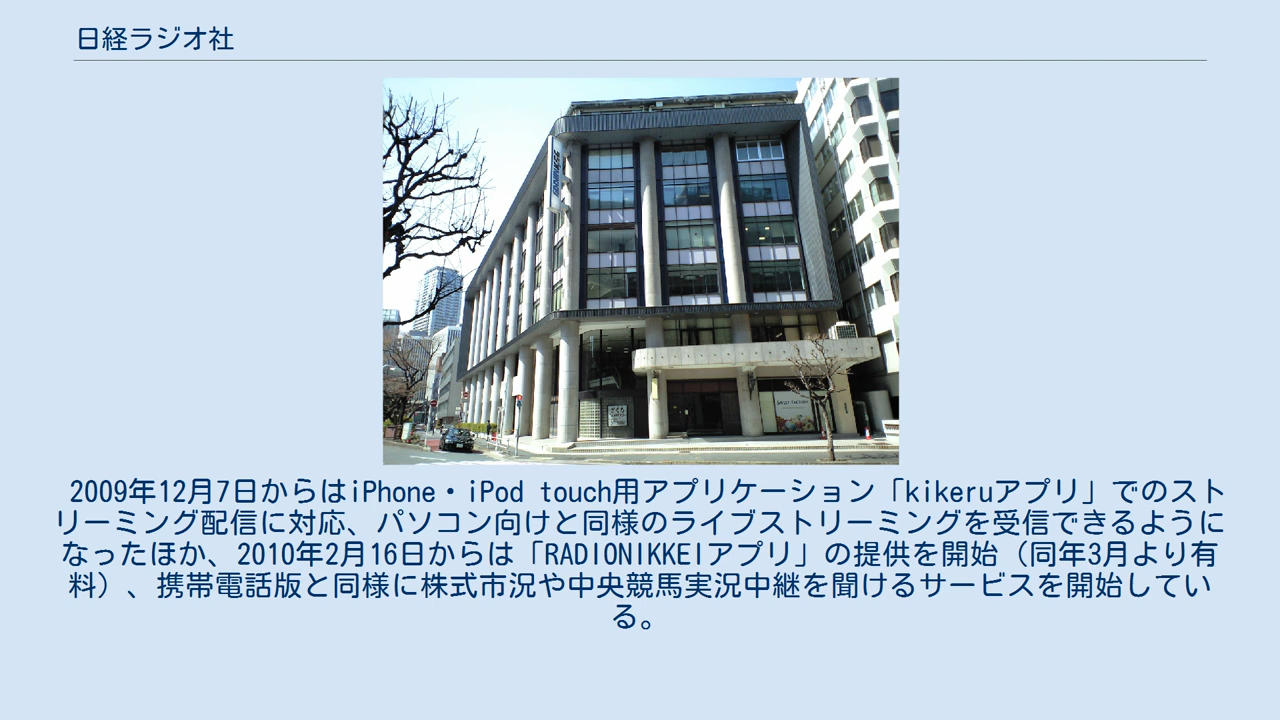 日経ラジオ社
2009年12月7日からはiPhone・iPod touch用アプリケーション「kikeruアプリ」でのスト
リーミング配信に対応、パソコン向けと同様のライブストリーミングを受信できるように
なったほか、2010年2月16日からは「RADIONIKKEIアプリ」の提供を開始（同年3月より有
料）、携帯電話版と同様に株式市況や中央競馬実況中継を聞けるサービスを開始してい
る。